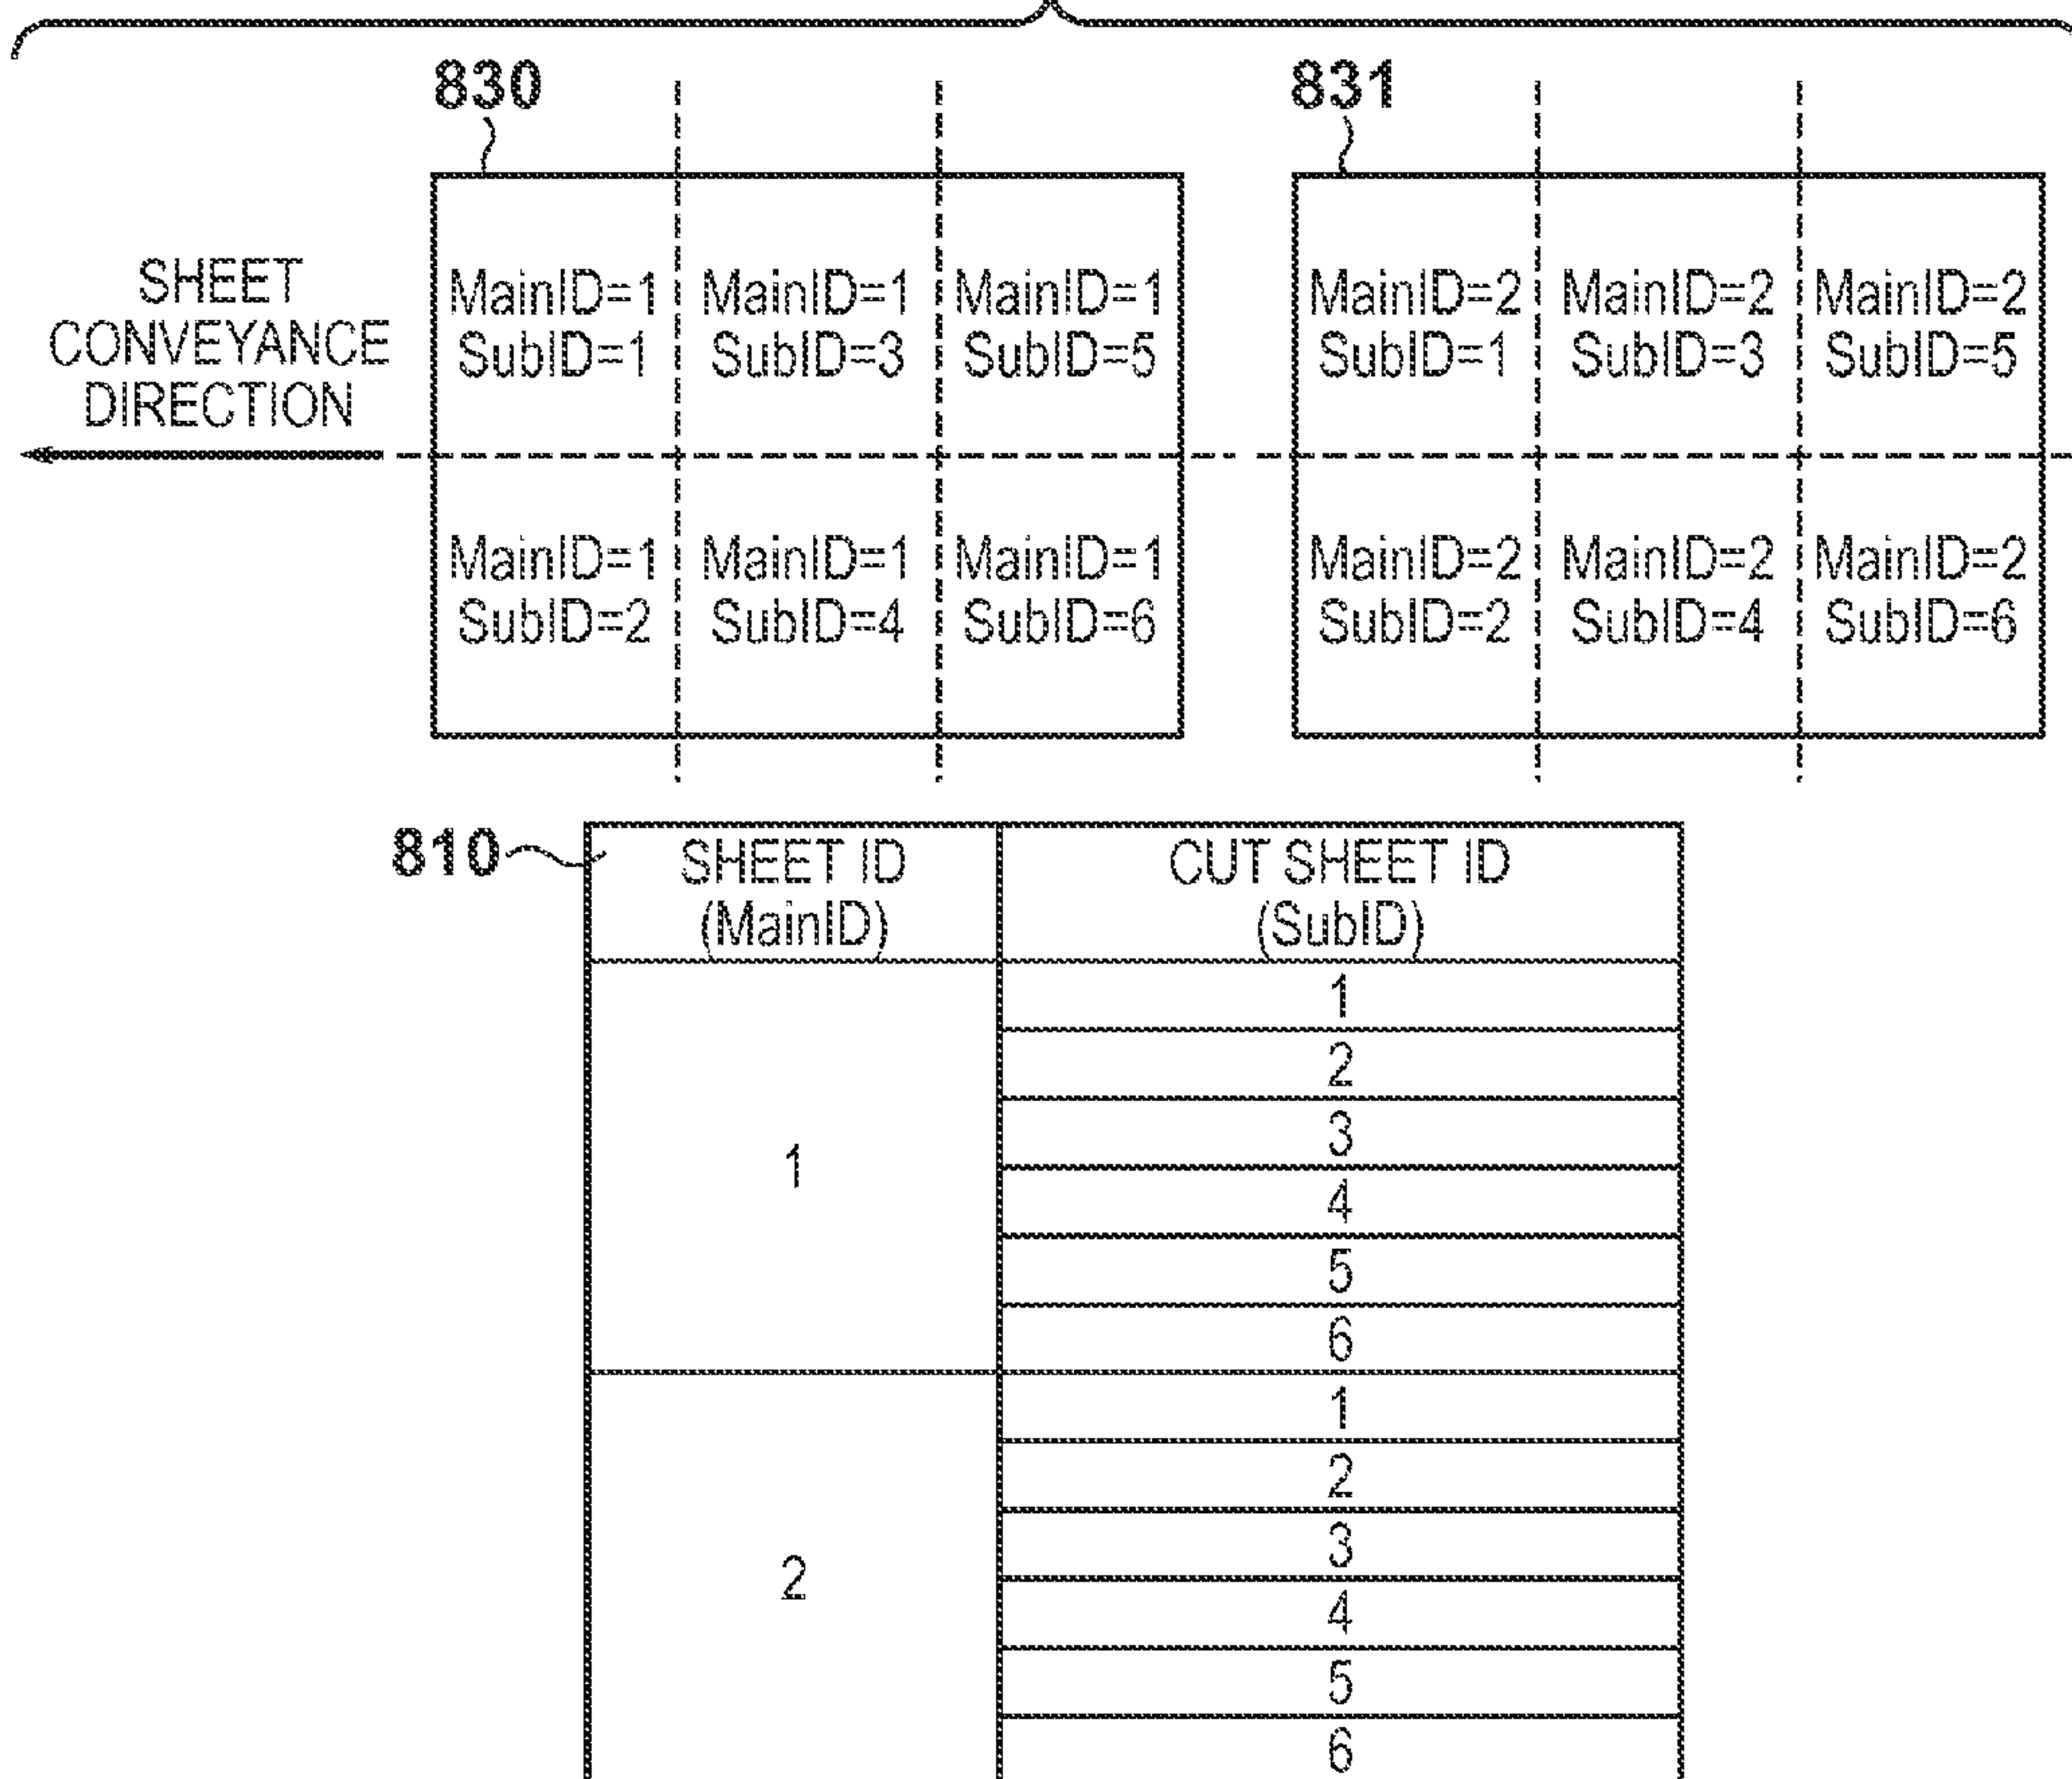 830
831
SHEET
CONVEYANCE
DIRECTION
MainID=1 MainID=1 MainID=1
SubID=1 SubID=3 SubID=5
MainID=2 MainID=2 MainID=2
SubID=1 SubID=3 SubID=5
MainID=1 MainID=1 MainID=1
SubID=2 SubID=4 SubID=6
MainID=2 MainID=2 MainID=2
SubID=2 SubID=4 SubID=6
810
SHEET ID
(MainID)
CUT SHEET ID
(SubID)
1
1
2
3
4
5
6
2
1
2
3
4
5
6